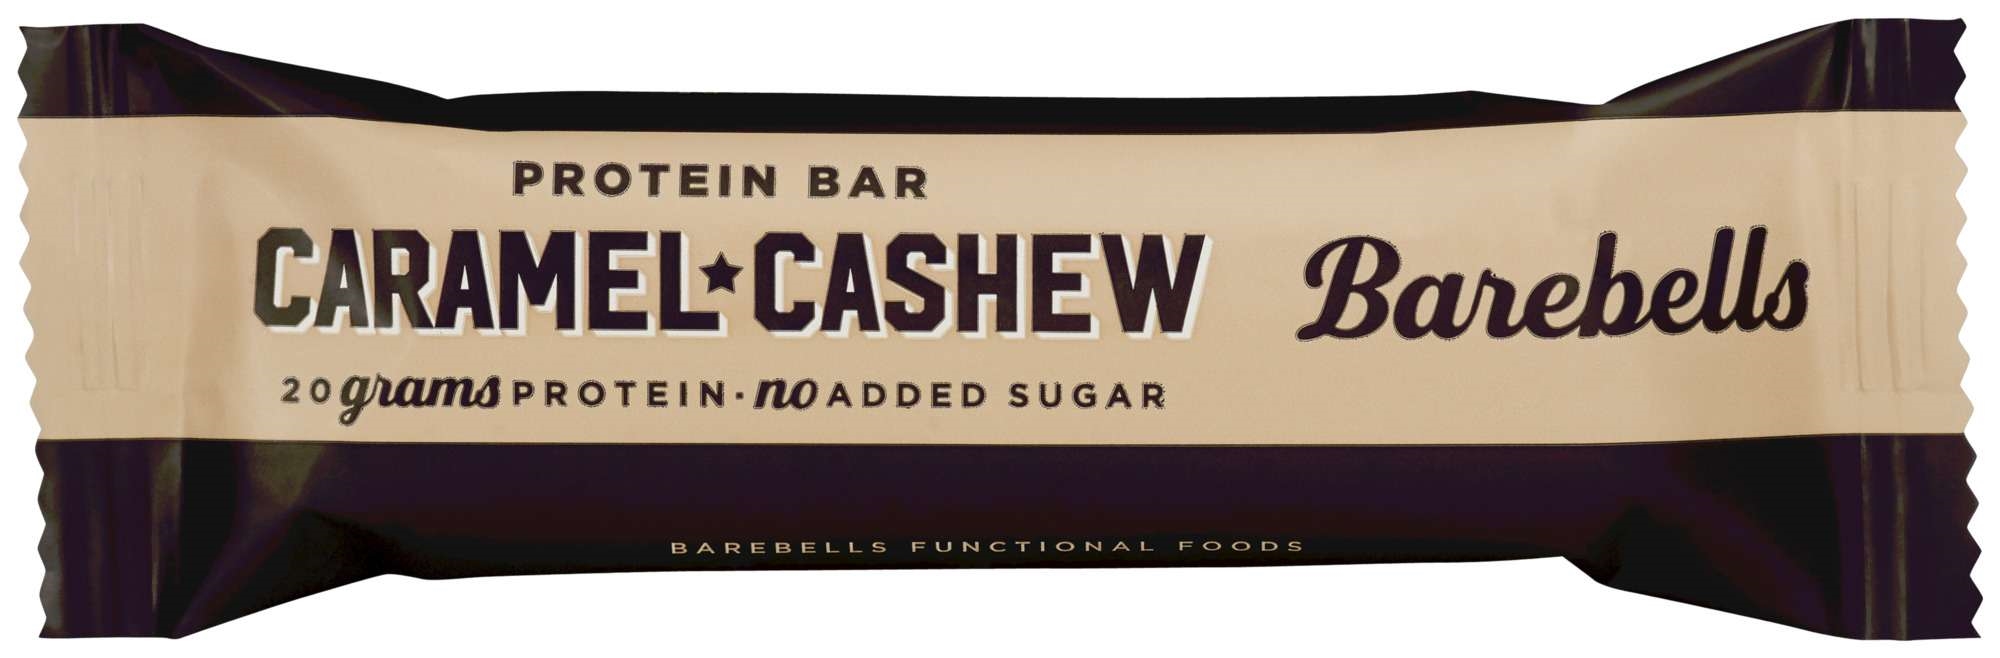 PROTEIN BAR
CARAMEL★CASHEW
Barebells
20 grams PROTEIN · no ADDED SUGAR
BAREBELLS FUNCTIONAL FOODS